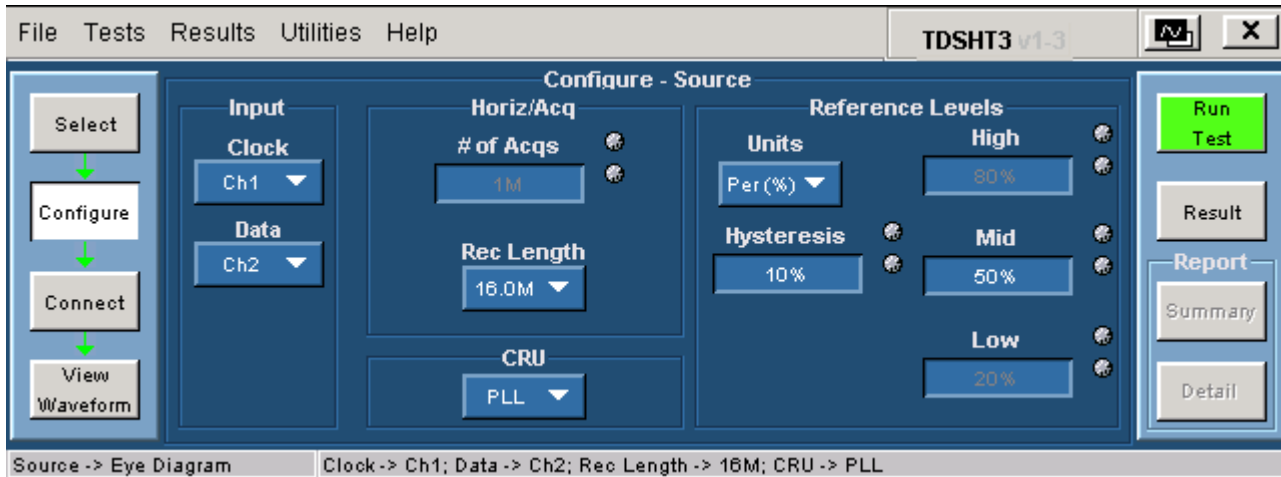 File Tests Results Utilities Help
TDSHT3 v1-3
Select
Configure
Connect
View
Waveform
Configure - Source
Input
Clock
Ch1
Data
Ch2
Horiz/Acq
# of Acqs
1M
Rec Length
16.0M
CRU
PLL
Reference Levels
Units
Per(%)
Hysteresis
10%
High
80%
Mid
50%
Low
20%
Run
Test
Result
Report
Summary
Detail
Source -> Eye Diagram
Clock -> Ch1; Data -> Ch2; Rec Length -> 16M; CRU -> PLL